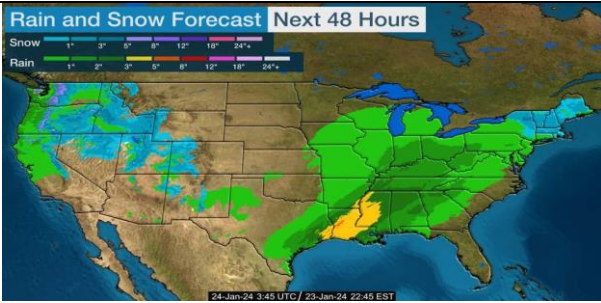 Rain and Snow Forecast Next 48 Hours
Snow 1" 3" 5" 8" 12" 18" 24"+
Rain 1" 2" 3" 5" 8" 12" 18" 24"+
24-Jan-24 3:45 UTC / 23-Jan-24 22:45 EST